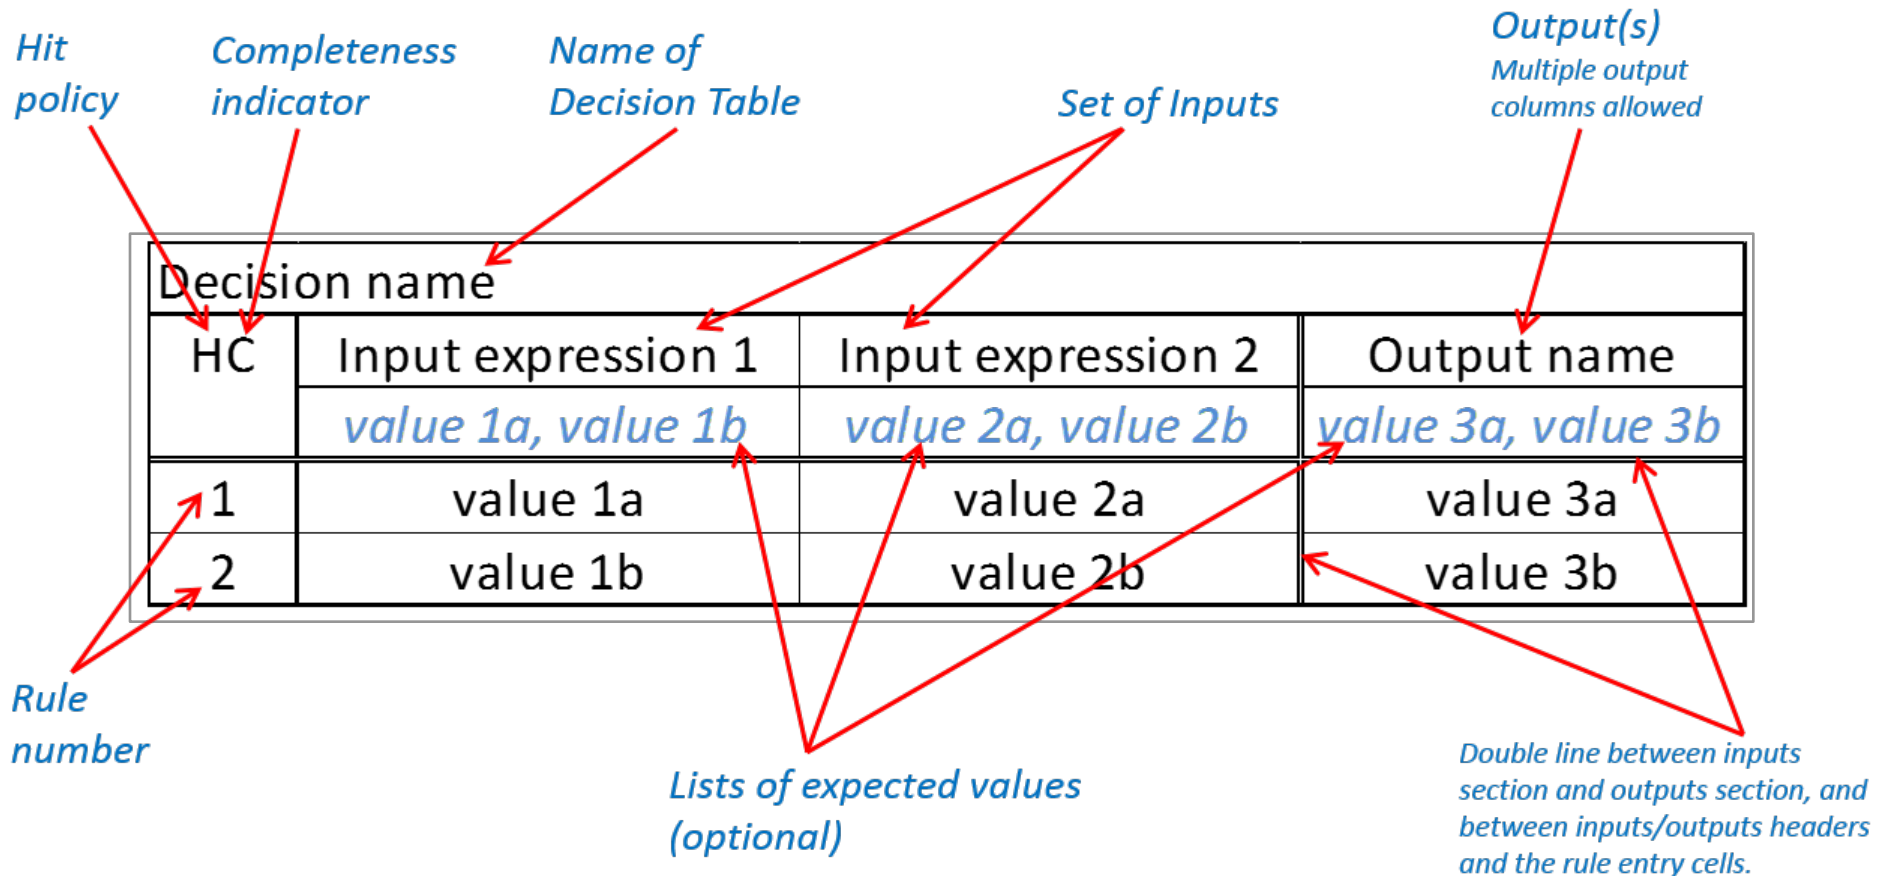 Hit
policy
Completeness
indicator
Name of
Decision Table
Set of Inputs
Output(s)
Multiple output
columns allowed
Decision name
HC
Input expression 1
Input expression 2
Output name
value 1a, value 1b
value 2a, value 2b
value 3a, value 3b
1
value 1a
value 2a
value 3a
2
value 1b
value 2b
value 3b
Rule
number
Lists of expected values
(optional)
Double line between inputs
section and outputs section, and
between inputs/outputs headers
and the rule entry cells.